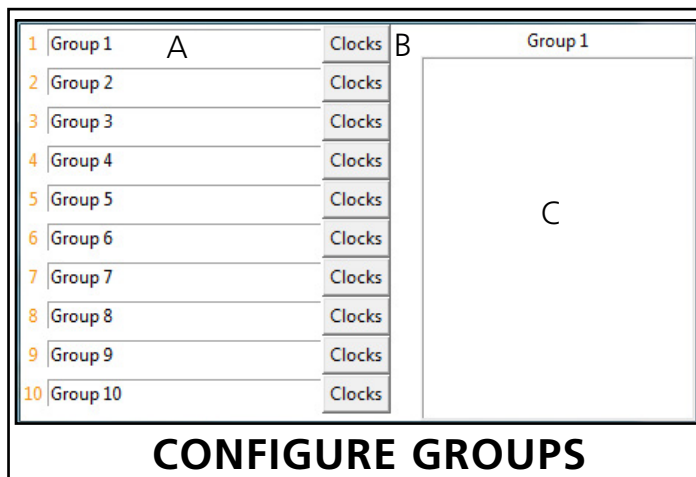 1 Group 1 A Clocks B Group 1
2 Group 2 Clocks
3 Group 3 Clocks
4 Group 4 Clocks
5 Group 5 Clocks C
6 Group 6 Clocks
7 Group 7 Clocks
8 Group 8 Clocks
9 Group 9 Clocks
10 Group 10 Clocks
CONFIGURE GROUPS